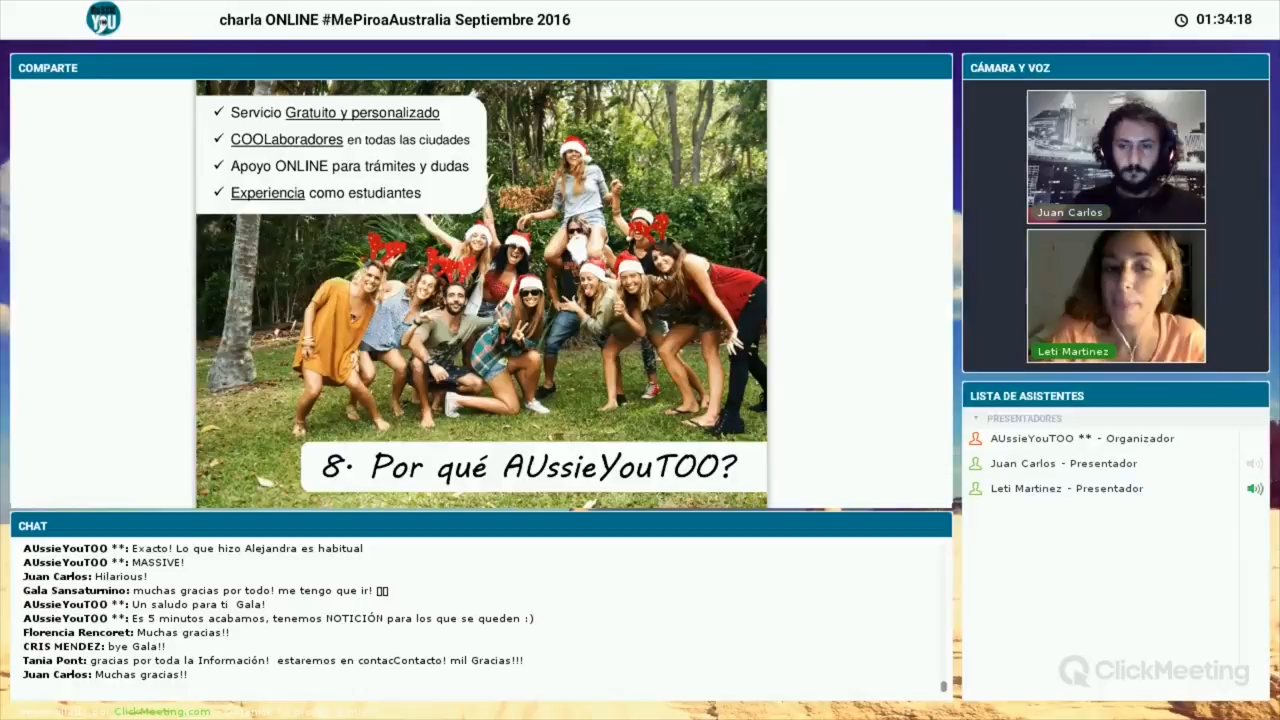 AUSSIE YOU
charla ONLINE #MePiroaAustralia Septiembre 2016
01:34:18
COMPARTE
✓ Servicio Gratuito y personalizado
✓ COOLaboradores en todas las ciudades
✓ Apoyo ONLINE para trámites y dudas
✓ Experiencia como estudiantes
8. Por qué AUssieYouTOO?
CÁMARA Y VOZ
Juan Carlos
Leti Martinez
LISTA DE ASISTENTES
PRESENTADORES
AUssieYouTOO ** - Organizador
Juan Carlos - Presentador
Leti Martinez - Presentador
CHAT
AUssieYouTOO **: Exacto! Lo que hizo Alejandra es habitual
AUssieYouTOO **: MASSIVE!
Juan Carlos: Hilarious!
Gala Sansaturnino: muchas gracias por todo! me tengo que ir!
AUssieYouTOO **: Un saludo para ti Gala!
AUssieYouTOO **: Es 5 minutos acabamos, tenemos NOTICIÓN para los que se queden :)
Florencia Rencoret: Muchas gracias!!
CRIS MENDEZ: bye Gala!!
Tania Pont: gracias por toda la Información! estaremos en contacContacto! mil Gracias!!!
Juan Carlos: Muchas gracias!!
ClickMeeting.com
ClickMeeting